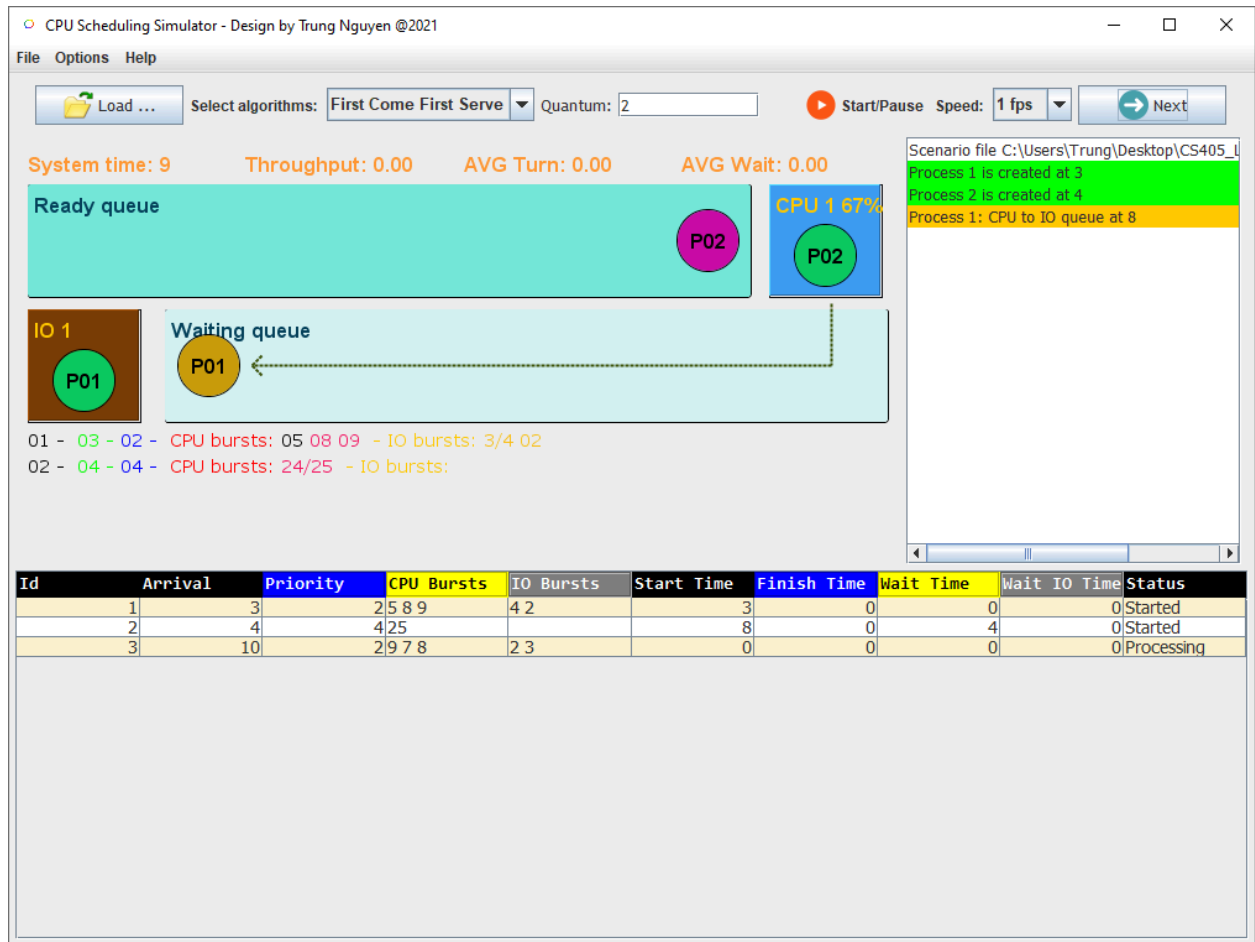 CPU Scheduling Simulator - Design by Trung Nguyen @2021
File Options Help
Load ... Select algorithms: First Come First Serve Quantum: 2 Start/Pause Speed: 1 fps Next
System time: 9 Throughput: 0.00 AVG Turn: 0.00 AVG Wait: 0.00
Ready queue
P02
CPU 1 67%
P02
IO 1
P01
Waiting queue
P01
01 - 03 - 02 - CPU bursts: 05 08 09 - IO bursts: 3/4 02
02 - 04 - 04 - CPU bursts: 24/25 - IO bursts:
Scenario file C:\Users\Trung\Desktop\CS405_L
Process 1 is created at 3
Process 2 is created at 4
Process 1: CPU to IO queue at 8
Id Arrival Priority CPU Bursts IO Bursts Start Time Finish Time Wait Time Wait IO Time Status
1 3 2 5 8 9 4 2 3 0 0 0 Started
2 4 4 25 8 0 4 0 Started
3 10 2 9 7 8 2 3 0 0 0 0 Processing